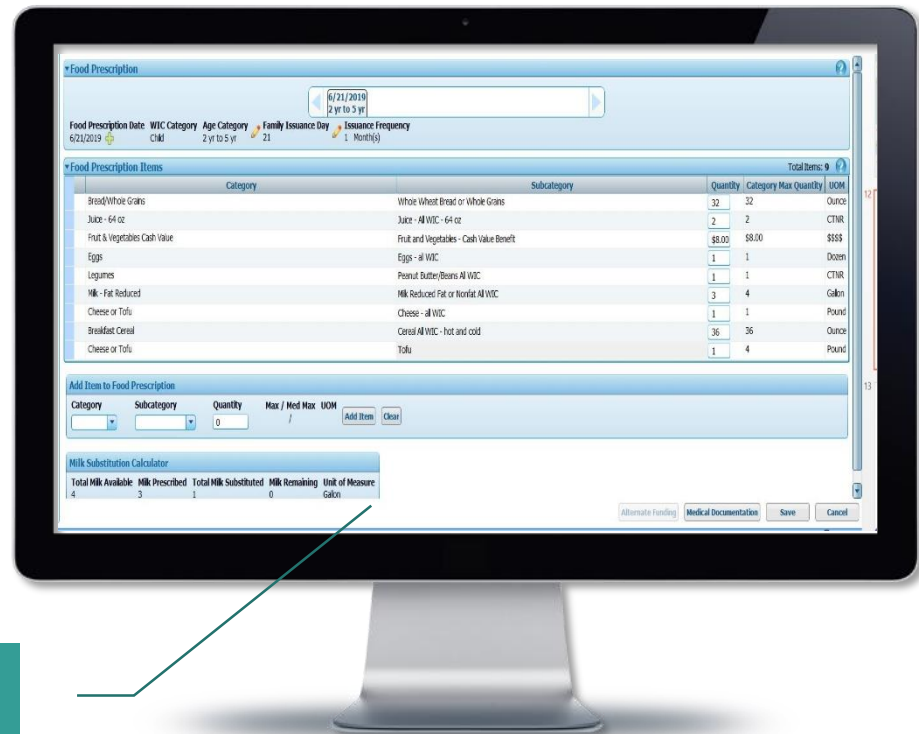 Food Prescription
6/21/2019
2 yr to 5 yr
Food Prescription Date WIC Category Age Category Family Issuance Day Issuance Frequency
6/21/2019 Child 2 yr to 5 yr 21 1 Month(s)
Food Prescription Items Total Items: 9
Category Subcategory Quantity Category Max Quantity UOM
Bread/Whole Grains Whole Wheat Bread or Whole Grains 32 32 Ounce
Juice - 64 oz Juice - All WIC - 64 oz 2 2 CTNR
Fruit & Vegetables Cash Value Fruit and Vegetables - Cash Value Benefit $8.00 $8.00 $$$$
Eggs Eggs - all WIC 1 1 Dozen
Legumes Peanut Butter/Beans All WIC 1 1 CTNR
Milk - Fat Reduced Milk Reduced Fat or Nonfat All WIC 3 4 Gallon
Cheese or Tofu Cheese - all WIC 1 1 Pound
Breakfast Cereal Cereal All WIC - hot and cold 36 36 Ounce
Cheese or Tofu Tofu 1 4 Pound
Add Item to Food Prescription
Category Subcategory Quantity Max / Med Max UOM
0 / Add Item Clear
Milk Substitution Calculator
Total Milk Available Milk Prescribed Total Milk Substituted Milk Remaining Unit of Measure
4 3 1 0 Gallon
Alternate Funding Medical Documentation Save Cancel
12
13